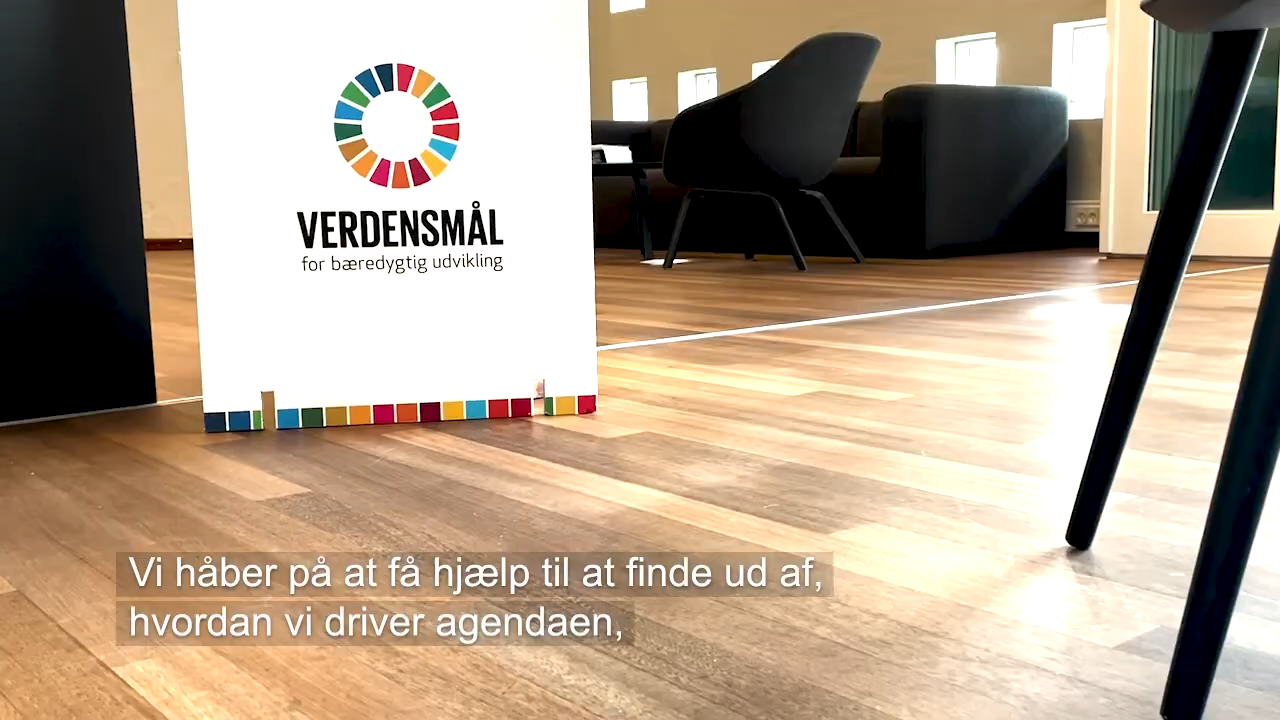 VERDENSMÅL
for bæredygtig udvikling
Vi håber på at få hjælp til at finde ud af,
hvordan vi driver agendaen,